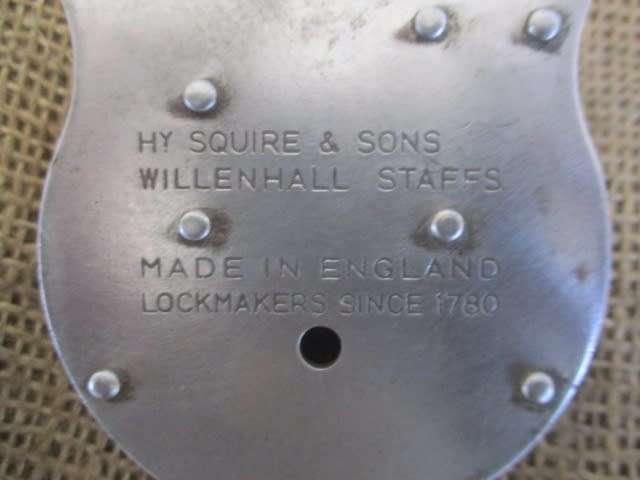 HY SQUIRE & SONS
WILLENHALL STAFFS
MADE IN ENGLAND
LOCKMAKERS SINCE 1780